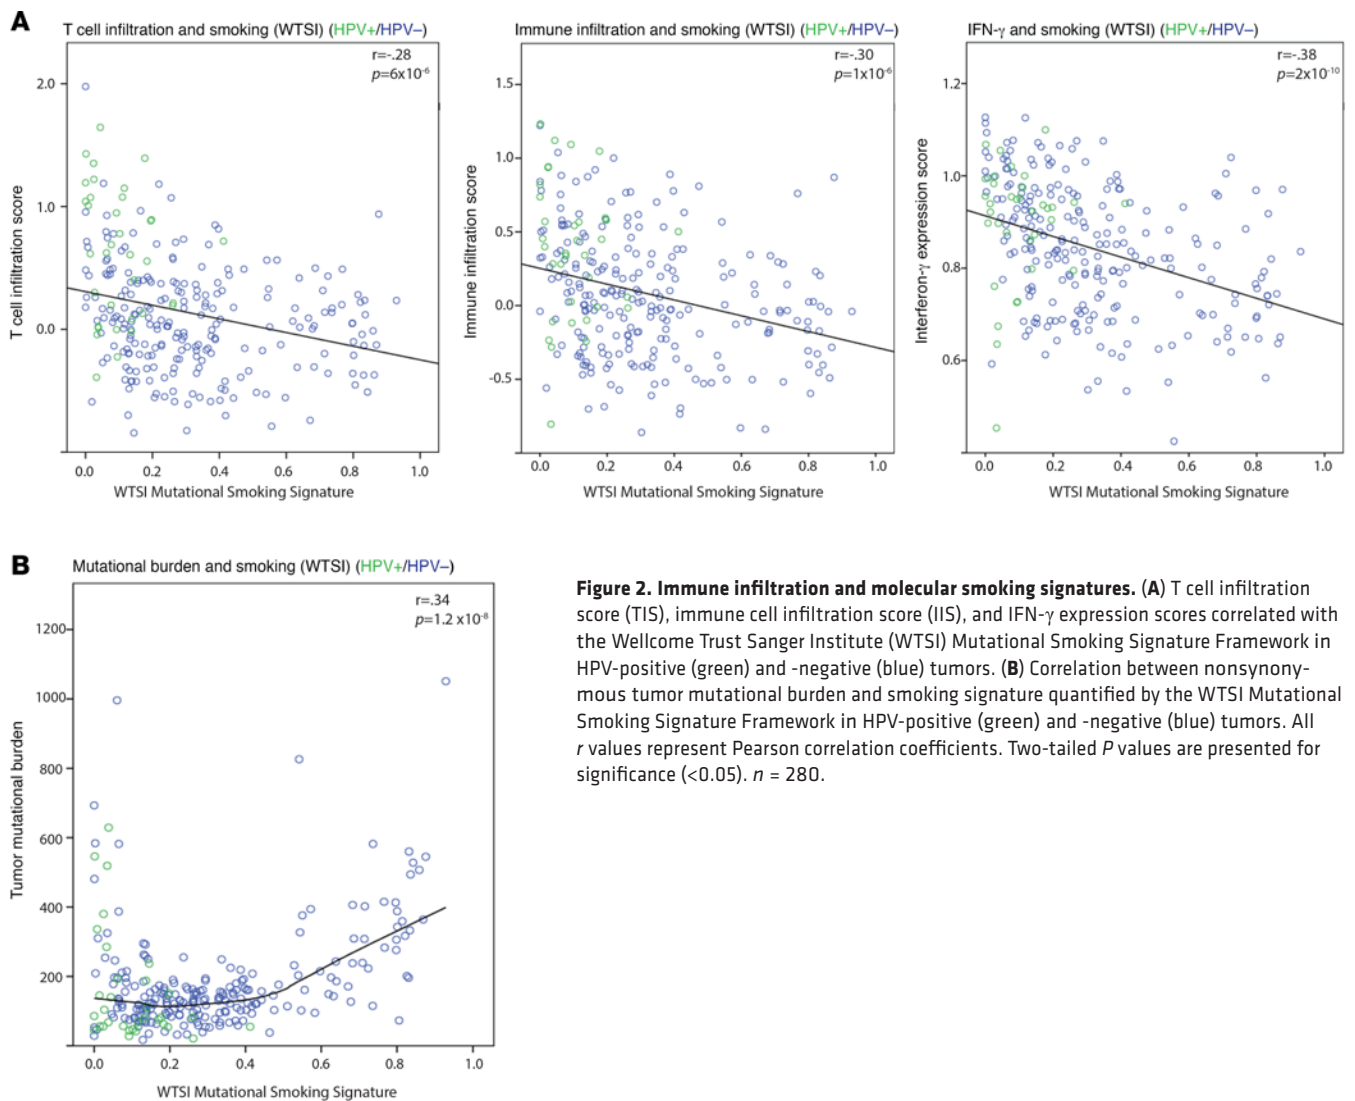 A
T cell infiltration and smoking (WTSI) (HPV+/HPV–)
r=-.28
p=6x10-6
2.0
1.0
0.0
T cell infiltration score
0.0 0.2 0.4 0.6 0.8 1.0
WTSI Mutational Smoking Signature
Immune infiltration and smoking (WTSI) (HPV+/HPV–)
r=-.30
p=1x10-6
1.5
1.0
0.5
0.0
-0.5
Immune infiltration score
0.0 0.2 0.4 0.6 0.8 1.0
WTSI Mutational Smoking Signature
IFN-γ and smoking (WTSI) (HPV+/HPV–)
r=-.38
p=2x10-10
1.2
1.0
0.8
0.6
Interferon-γ expression score
0.0 0.2 0.4 0.6 0.8 1.0
WTSI Mutational Smoking Signature
B
Mutational burden and smoking (WTSI) (HPV+/HPV–)
r=.34
p=1.2 x10-8
1200
1000
800
600
400
200
Tumor mutational burden
0.0 0.2 0.4 0.6 0.8 1.0
WTSI Mutational Smoking Signature
Figure 2. Immune infiltration and molecular smoking signatures. (A) T cell infiltration
score (TIS), immune cell infiltration score (IIS), and IFN-γ expression scores correlated with
the Wellcome Trust Sanger Institute (WTSI) Mutational Smoking Signature Framework in
HPV-positive (green) and -negative (blue) tumors. (B) Correlation between nonsynony-
mous tumor mutational burden and smoking signature quantified by the WTSI Mutational
Smoking Signature Framework in HPV-positive (green) and -negative (blue) tumors. All
r values represent Pearson correlation coefficients. Two-tailed P values are presented for
significance (<0.05). n = 280.